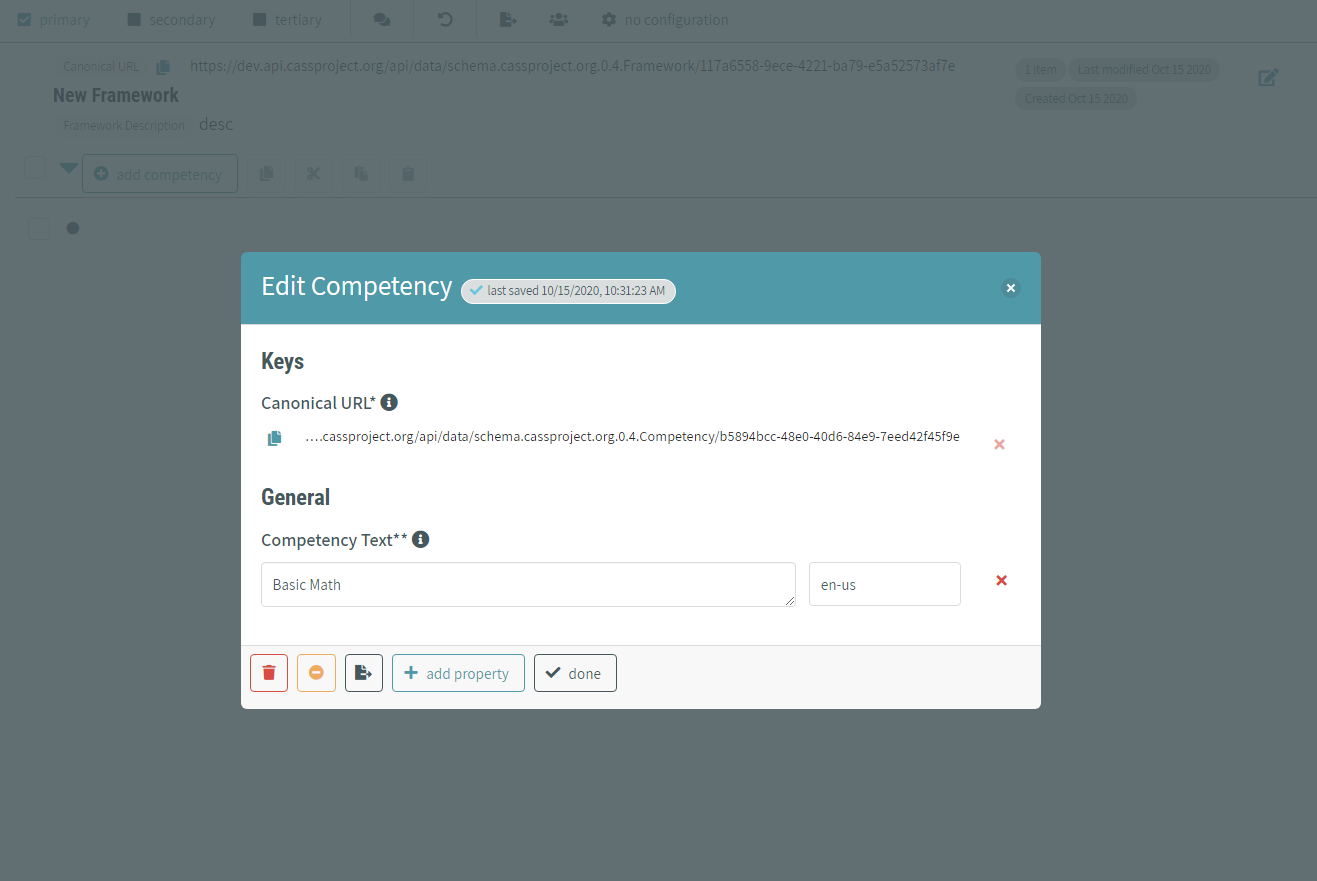 primary secondary tertiary no configuration
Canonical URL https://dev.api.cassproject.org/api/data/schema.cassproject.org.0.4.Framework/117a6558-9ece-4221-ba79-e5a52573af7e 1 Item Last modified Oct 15 2020
New Framework Created Oct 15 2020
Framework Description desc
add competency
Edit Competency last saved 10/15/2020, 10:31:23 AM
Keys
Canonical URL*
....cassproject.org/api/data/schema.cassproject.org.0.4.Competency/b5894bcc-48e0-40d6-84e9-7eed42f45f9e
General
Competency Text**
Basic Math en-us
add property done